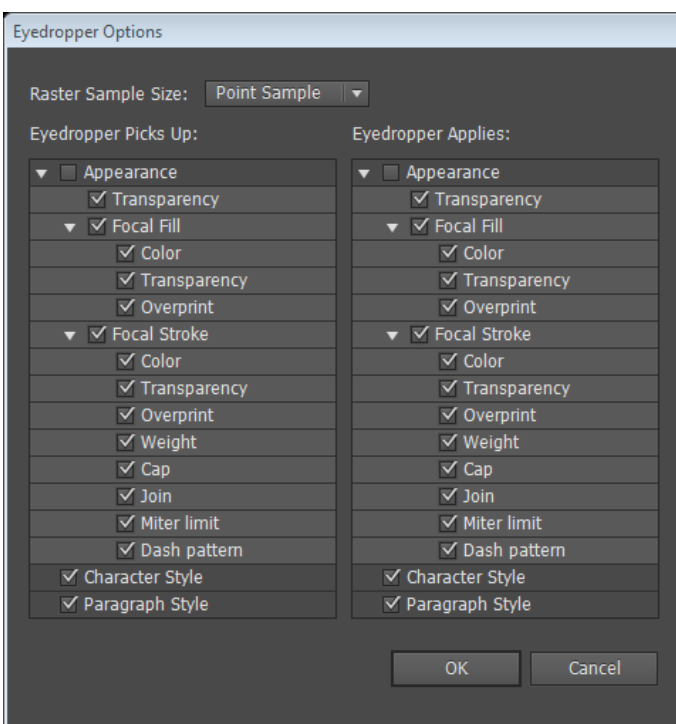 Eyedropper Options
Raster Sample Size: Point Sample
Eyedropper Picks Up:
Appearance
Transparency
Focal Fill
Color
Transparency
Overprint
Focal Stroke
Color
Transparency
Overprint
Weight
Cap
Join
Miter limit
Dash pattern
Character Style
Paragraph Style
Eyedropper Applies:
Appearance
Transparency
Focal Fill
Color
Transparency
Overprint
Focal Stroke
Color
Transparency
Overprint
Weight
Cap
Join
Miter limit
Dash pattern
Character Style
Paragraph Style
OK Cancel